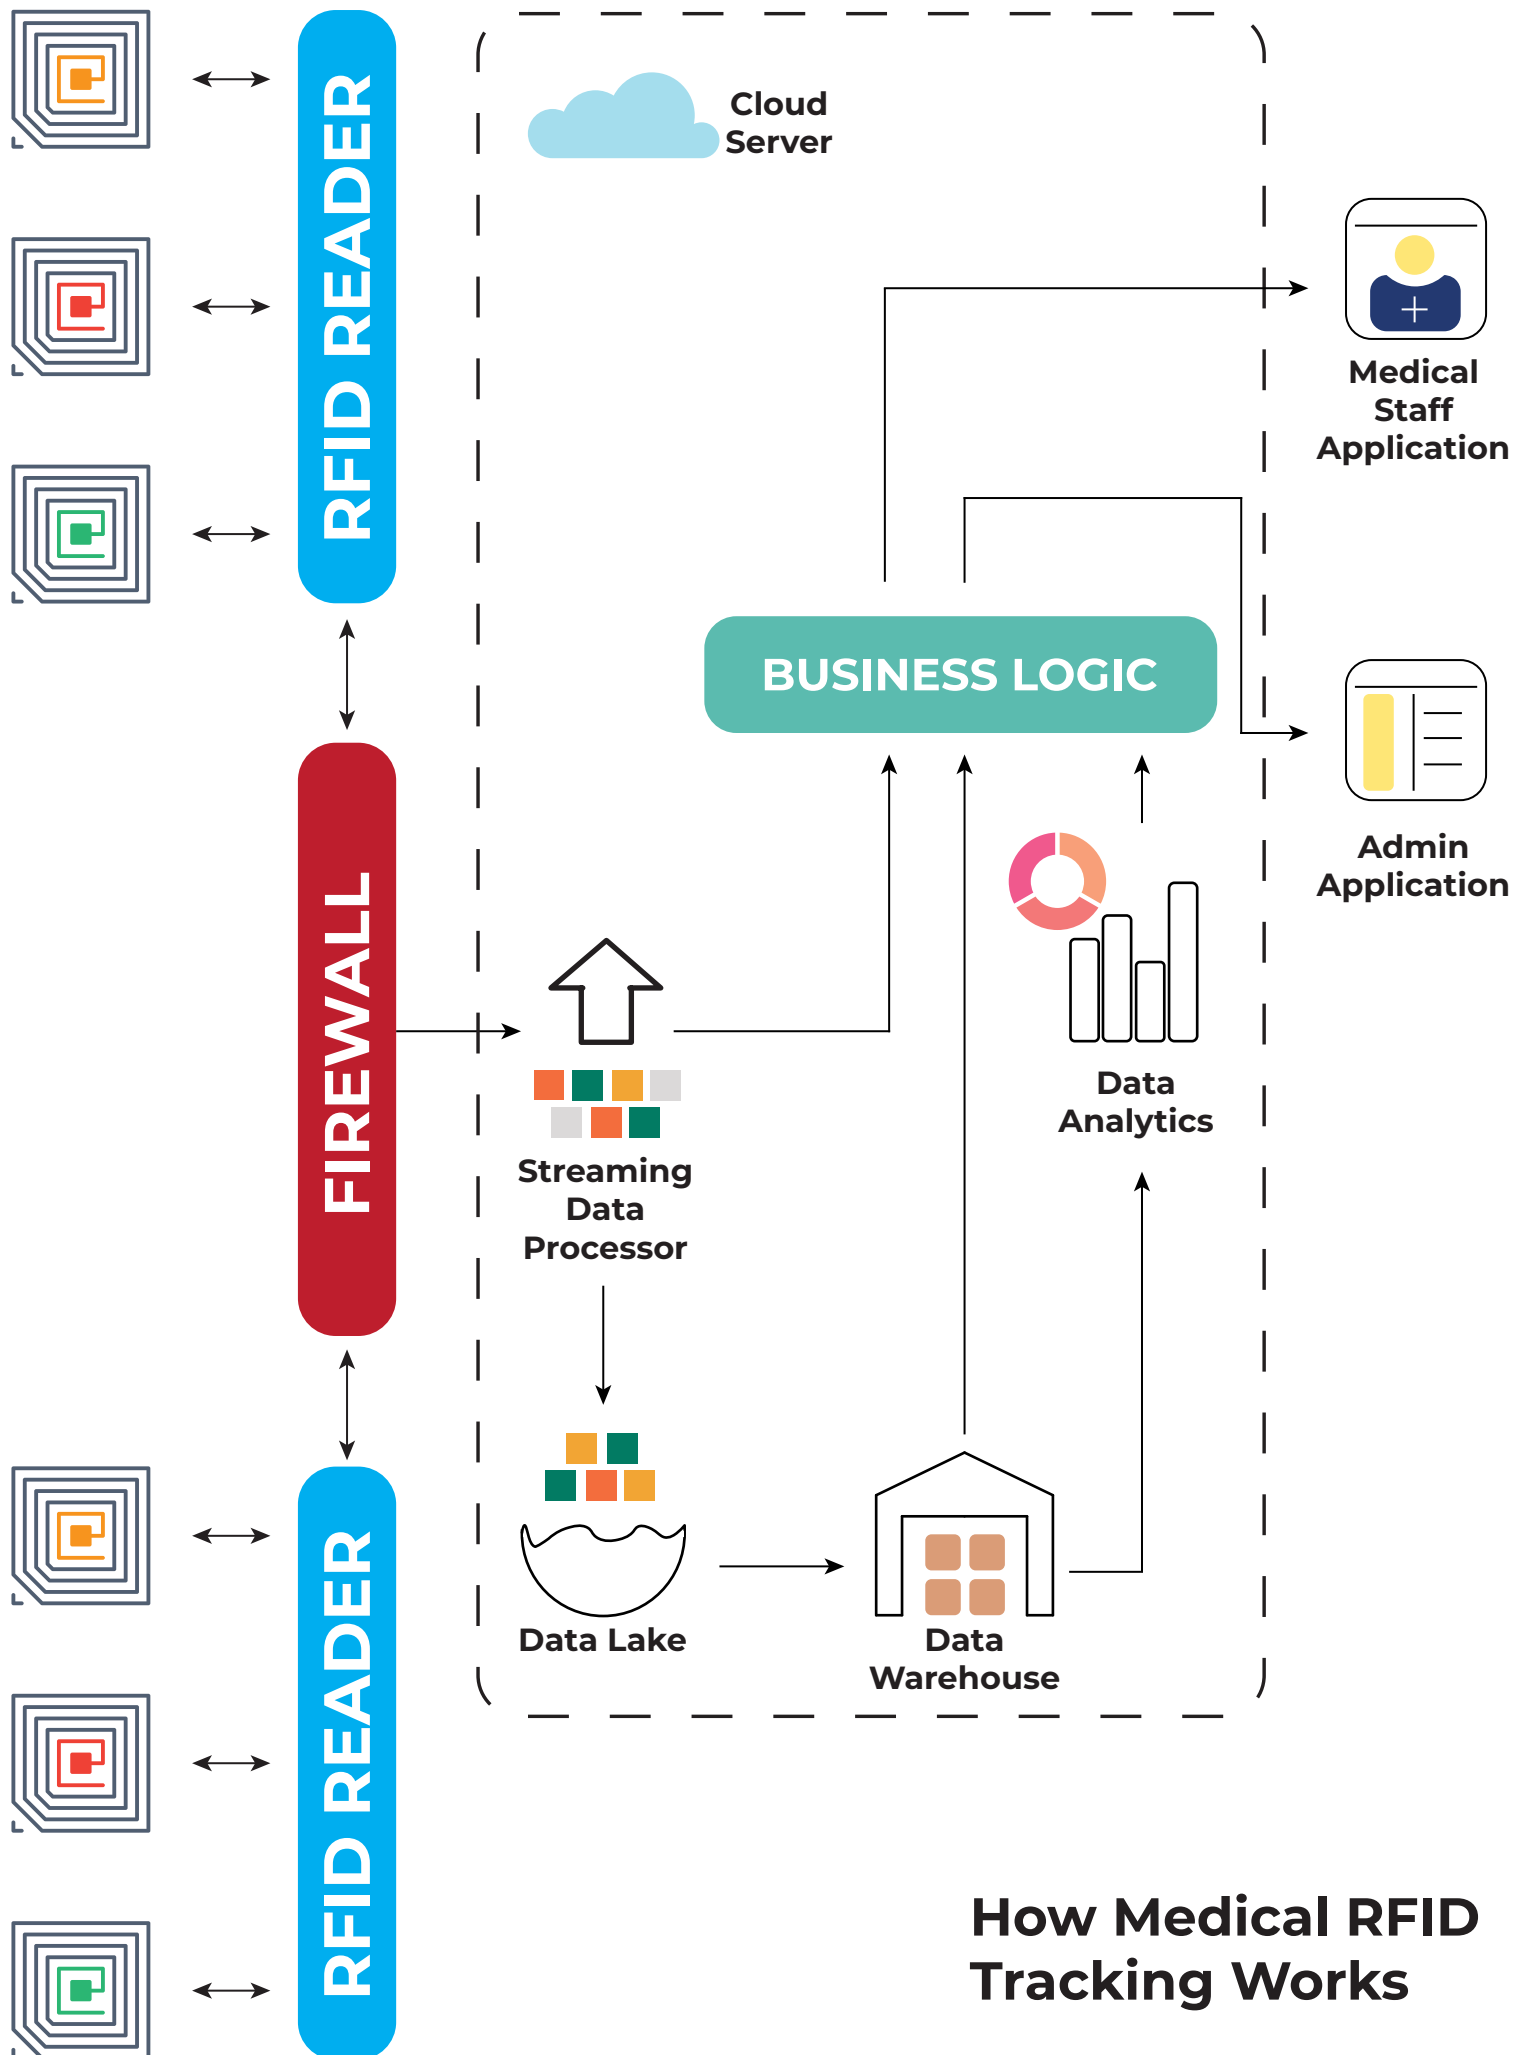 RFID READER
Cloud
Server
Medical
Staff
Application
BUSINESS LOGIC
Admin
Application
FIREWALL
Data
Analytics
Streaming
Data
Processor
RFID READER
Data Lake
Data
Warehouse
How Medical RFID
Tracking Works